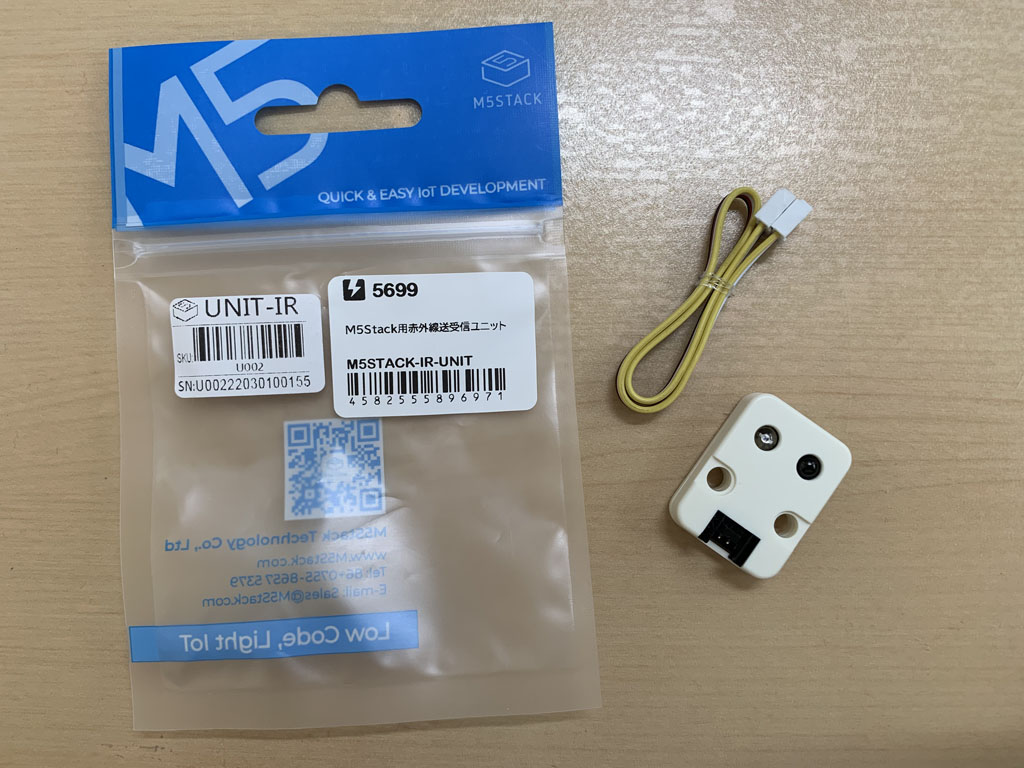 M5
M5STACK
QUICK & EASY IoT DEVELOPMENT
UNIT-IR
SKU:
U002
SN:U00222030100155
5699
M5Stack用赤外線送受信ユニット
M5STACK-IR-UNIT
4582555896971
M5Stack Technology Co., Ltd
www.M5Stack.com
Tel: 86+0755-8657 5379
E-mail: Sales@M5Stack.com
Low Code, Light IoT